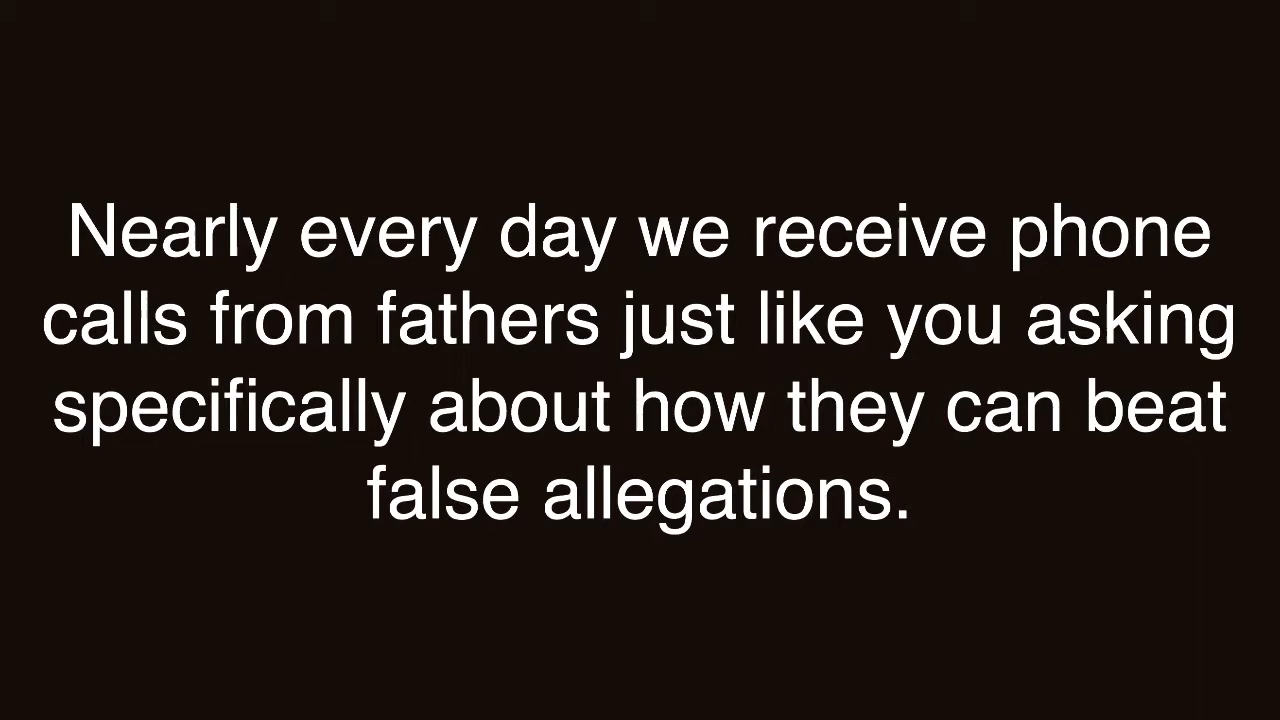 Nearly every day we receive phone
calls from fathers just like you asking
specifically about how they can beat
false allegations.